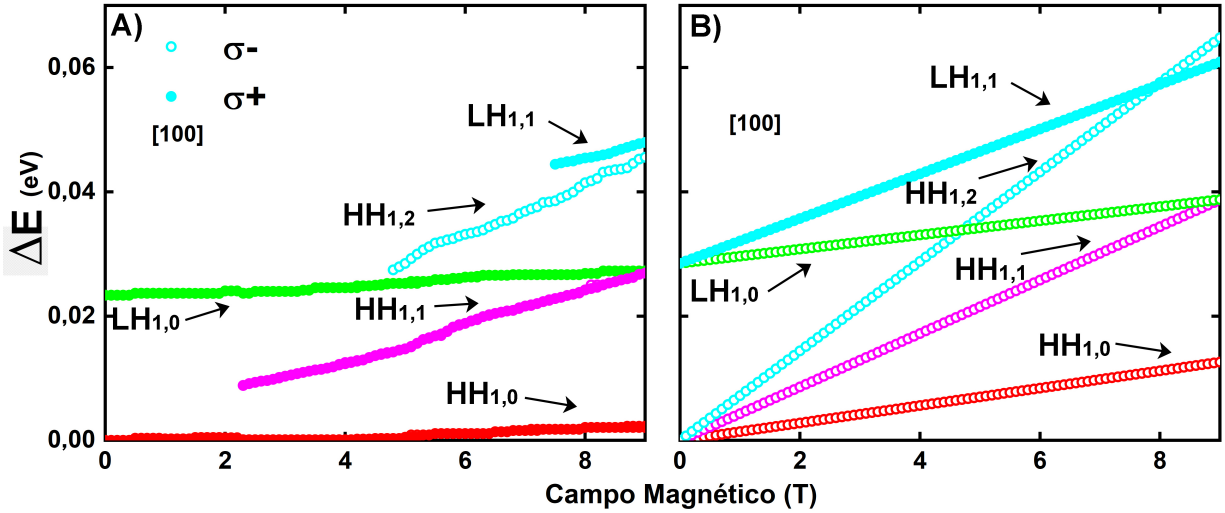 A)
σ-
σ+
[100]
LH1,1
HH1,2
HH1,1
LH1,0
HH1,0
B)
[100]
LH1,1
HH1,2
HH1,1
LH1,0
HH1,0
ΔE (eV)
0,06
0,04
0,02
0,00
0 2 4 6 8
0 2 4 6 8
Campo Magnético (T)